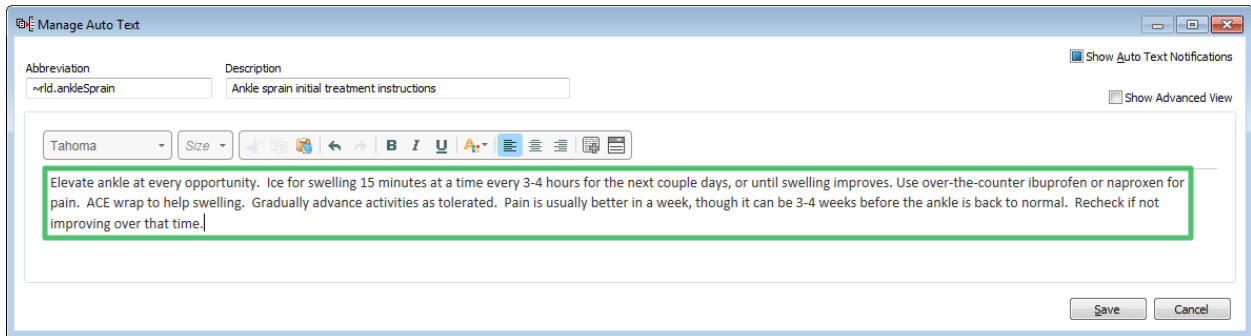 Manage Auto Text
Show Auto Text Notifications
Abbreviation
Description
~rld.ankleSprain
Ankle sprain initial treatment instructions
Show Advanced View
Tahoma
Size
B I U A
Elevate ankle at every opportunity.  Ice for swelling 15 minutes at a time every 3-4 hours for the next couple days, or until swelling improves. Use over-the-counter ibuprofen or naproxen for
pain.  ACE wrap to help swelling.  Gradually advance activities as tolerated.  Pain is usually better in a week, though it can be 3-4 weeks before the ankle is back to normal.  Recheck if not
improving over that time.
Save
Cancel